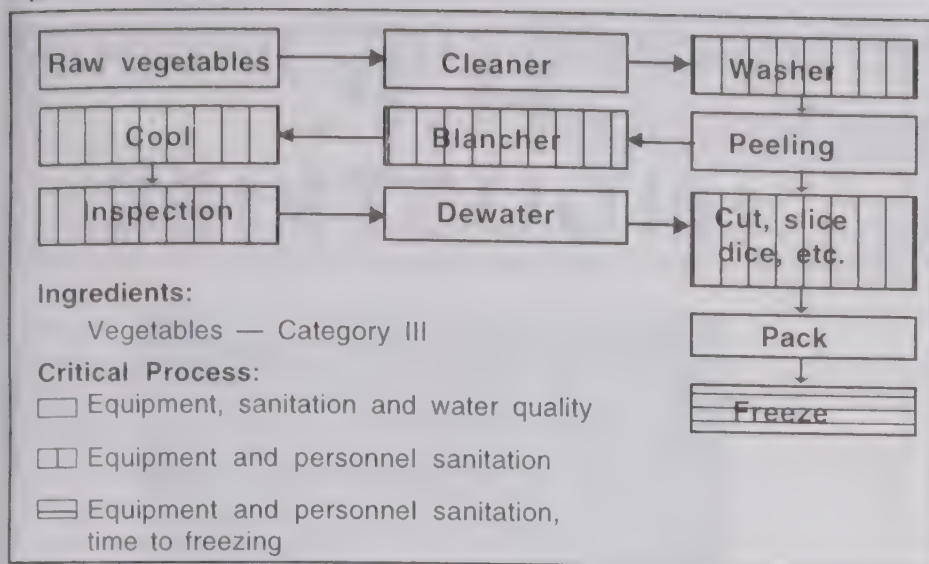 Raw vegetables
Cleaner
Washer
Cool
Blancher
Peeling
Inspection
Dewater
Cut, slice
dice, etc.
Ingredients:
Vegetables — Category III
Pack
Critical Process:
Equipment, sanitation and water quality
Freeze
Equipment and personnel sanitation
Equipment and personnel sanitation,
time to freezing